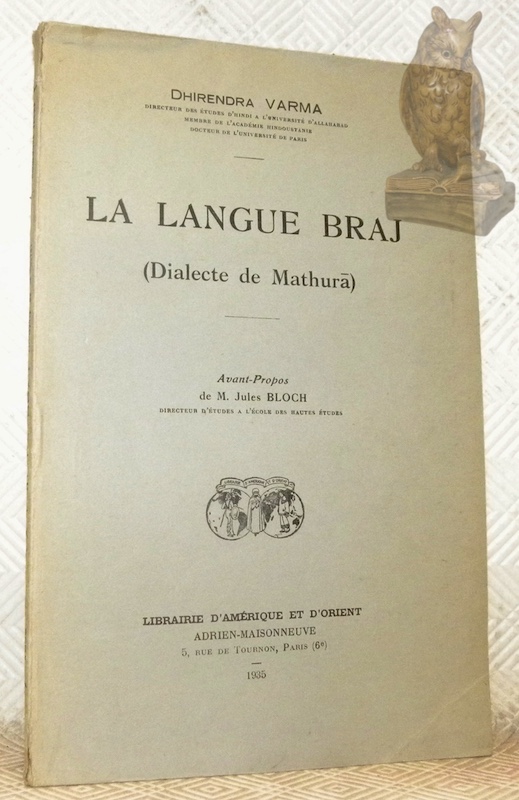 DHIRENDRA VARMA
DIRECTEUR DES ÉTUDES D'HINDI A L'UNIVERSITÉ D'ALLAHABAD
MEMBRE DE L'ACADÉMIE HINDOUSTANIE
DOCTEUR DE L'UNIVERSITÉ DE PARIS
LA LANGUE BRAJ
(Dialecte de Mathurā)
Avant-Propos
de M. Jules BLOCH
DIRECTEUR D'ÉTUDES A L'ÉCOLE DES HAUTES ÉTUDES
LIBRAIRIE D'AMÉRIQUE ET D'ORIENT
ADRIEN-MAISONNEUVE
5, RUE DE TOURNON, PARIS (6e)
1935